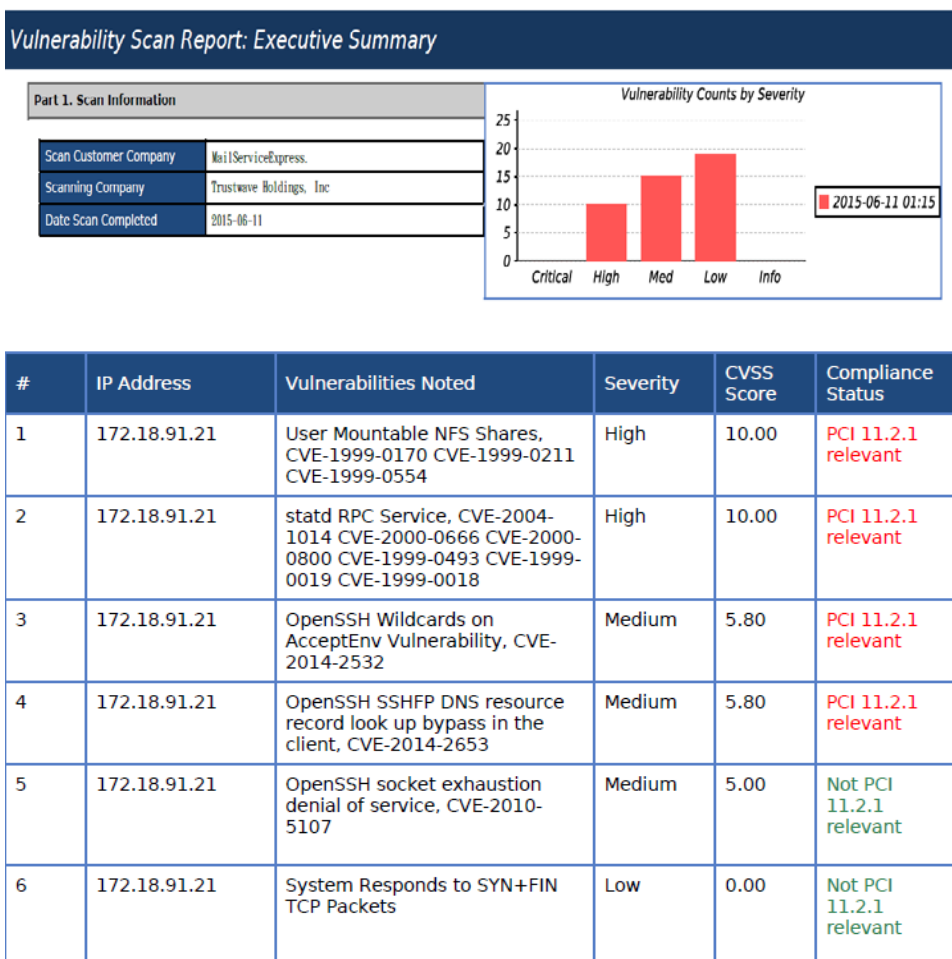 Vulnerability Scan Report: Executive Summary
Part 1. Scan Information
Scan Customer Company MailServiceExpress.
Scanning Company Trustwave Holdings, Inc
Date Scan Completed 2015-06-11
Vulnerability Counts by Severity
25
20
15
10
5
0
Critical High Med Low Info
2015-06-11 01:15
# IP Address Vulnerabilities Noted Severity CVSS Score Compliance Status
1 172.18.91.21 User Mountable NFS Shares, High 10.00 PCI 11.2.1
CVE-1999-0170 CVE-1999-0211 relevant
CVE-1999-0554
2 172.18.91.21 statd RPC Service, CVE-2004- High 10.00 PCI 11.2.1
1014 CVE-2000-0666 CVE-2000- relevant
0800 CVE-1999-0493 CVE-1999-
0019 CVE-1999-0018
3 172.18.91.21 OpenSSH Wildcards on Medium 5.80 PCI 11.2.1
AcceptEnv Vulnerability, CVE- relevant
2014-2532
4 172.18.91.21 OpenSSH SSHFP DNS resource Medium 5.80 PCI 11.2.1
record look up bypass in the relevant
client, CVE-2014-2653
5 172.18.91.21 OpenSSH socket exhaustion Medium 5.00 Not PCI
denial of service, CVE-2010- 11.2.1
5107 relevant
6 172.18.91.21 System Responds to SYN+FIN Low 0.00 Not PCI
TCP Packets 11.2.1
relevant